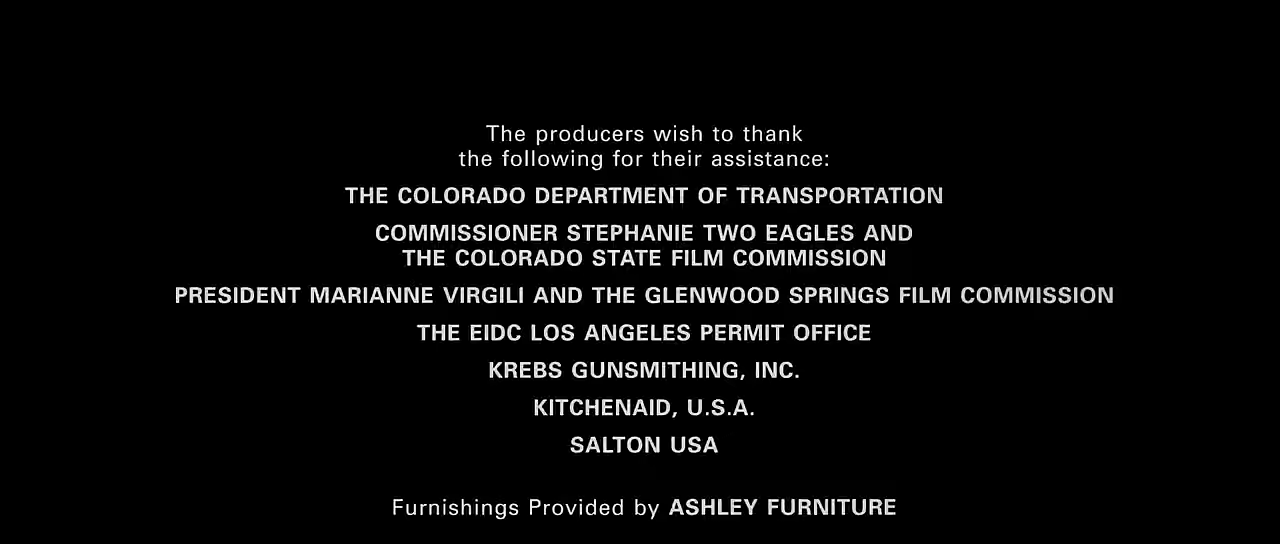 The producers wish to thank
the following for their assistance:
THE COLORADO DEPARTMENT OF TRANSPORTATION
COMMISSIONER STEPHANIE TWO EAGLES AND
THE COLORADO STATE FILM COMMISSION
PRESIDENT MARIANNE VIRGILI AND THE GLENWOOD SPRINGS FILM COMMISSION
THE EIDC LOS ANGELES PERMIT OFFICE
KREBS GUNSMITHING, INC.
KITCHENAID, U.S.A.
SALTON USA
Furnishings Provided by ASHLEY FURNITURE